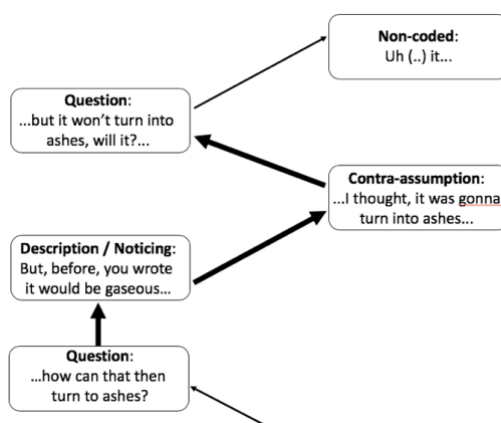 Non-coded:
Uh (..) it...
Question:
...but it won't turn into
ashes, will it?...
Contra-assumption:
...I thought, it was gonna
turn into ashes...
Description / Noticing:
But, before, you wrote
it would be gaseous...
Question:
...how can that then
turn to ashes?